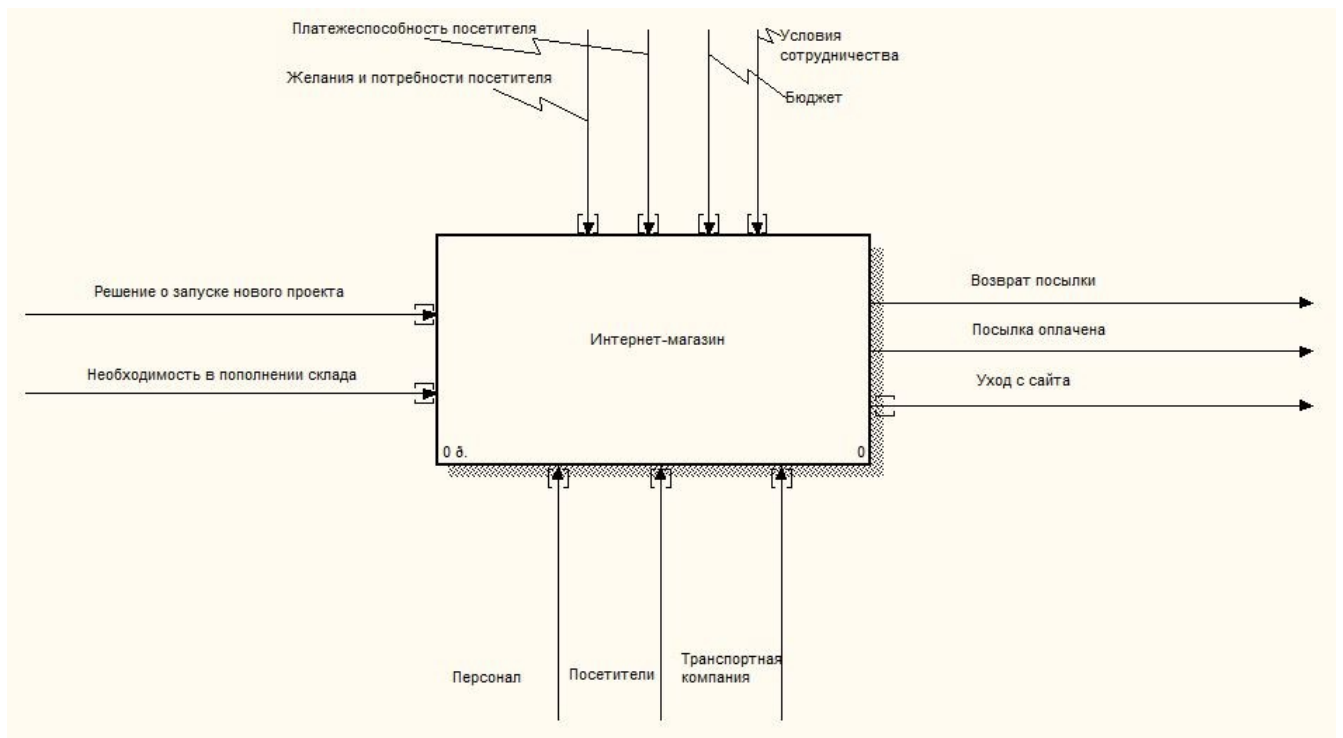 Платежеспособность посетителя
Условия
сотрудничества
Желания и потребности посетителя
Бюджет
Решение о запуске нового проекта
Возврат посылки
Посылка оплачена
Интернет-магазин
Необходимость в пополнении склада
Уход с сайта
0 ð.
0
Персонал
Посетители
Транспортная
компания